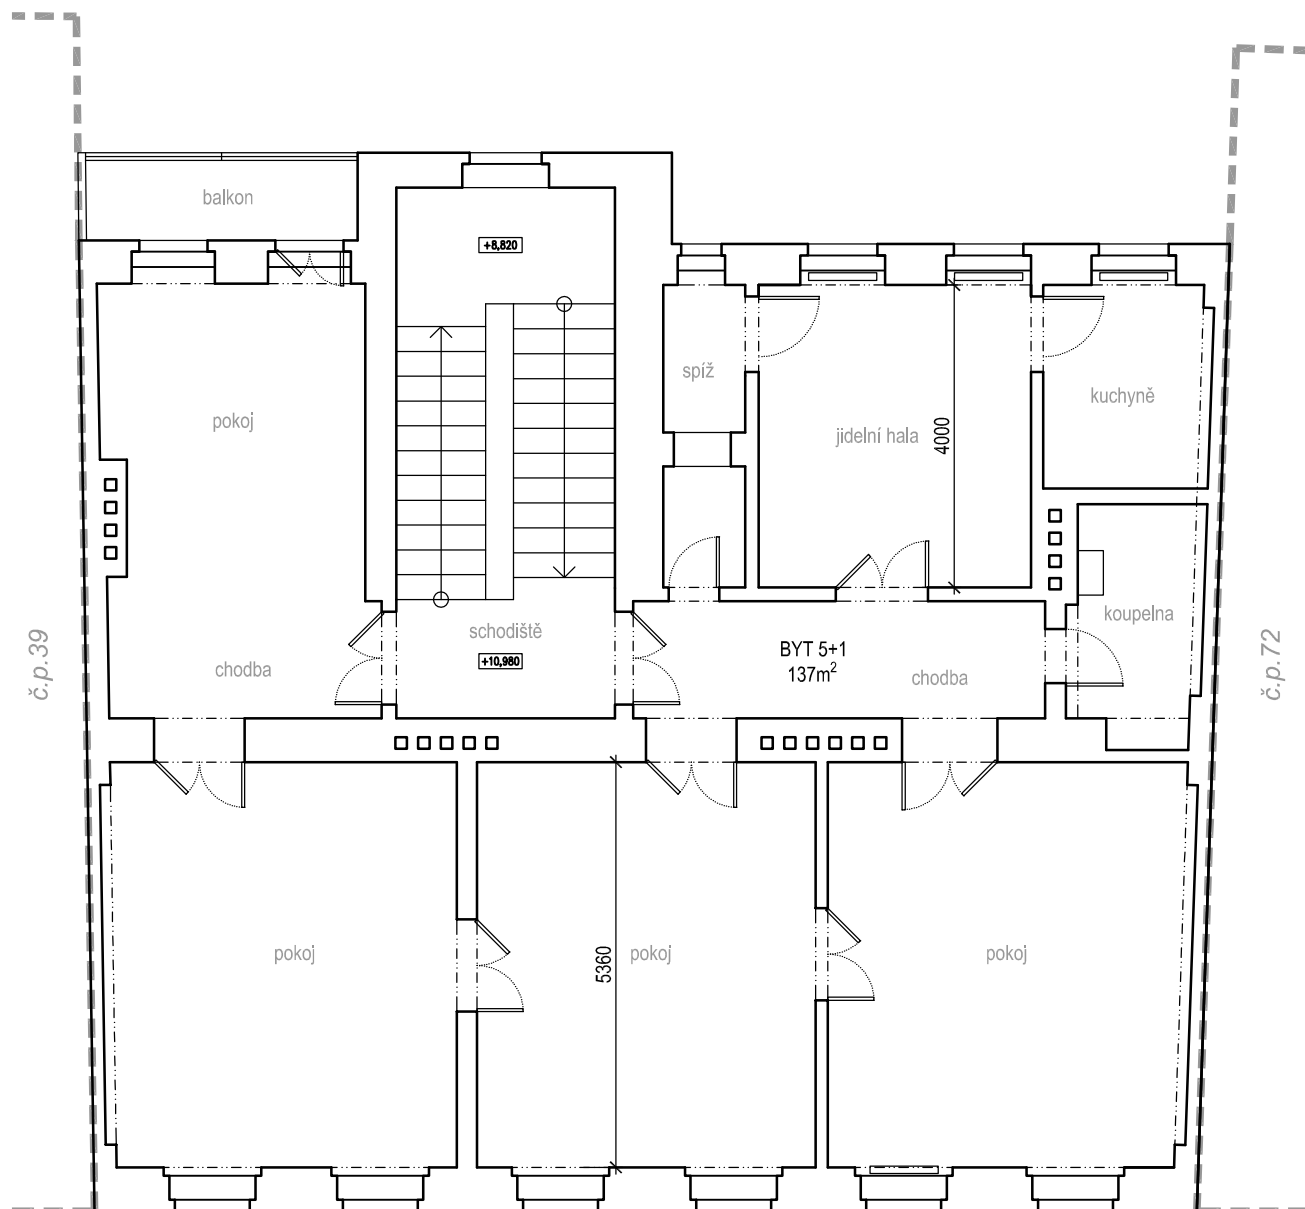 balkon
+8,820
spíž
kuchyně
pokoj
jidelní hala
4000
koupelna
schodiště
č.p.39
BYT 5+1
č.p.72
+10,980
chodba
137m²
chodba
pokoj
5360
pokoj
pokoj